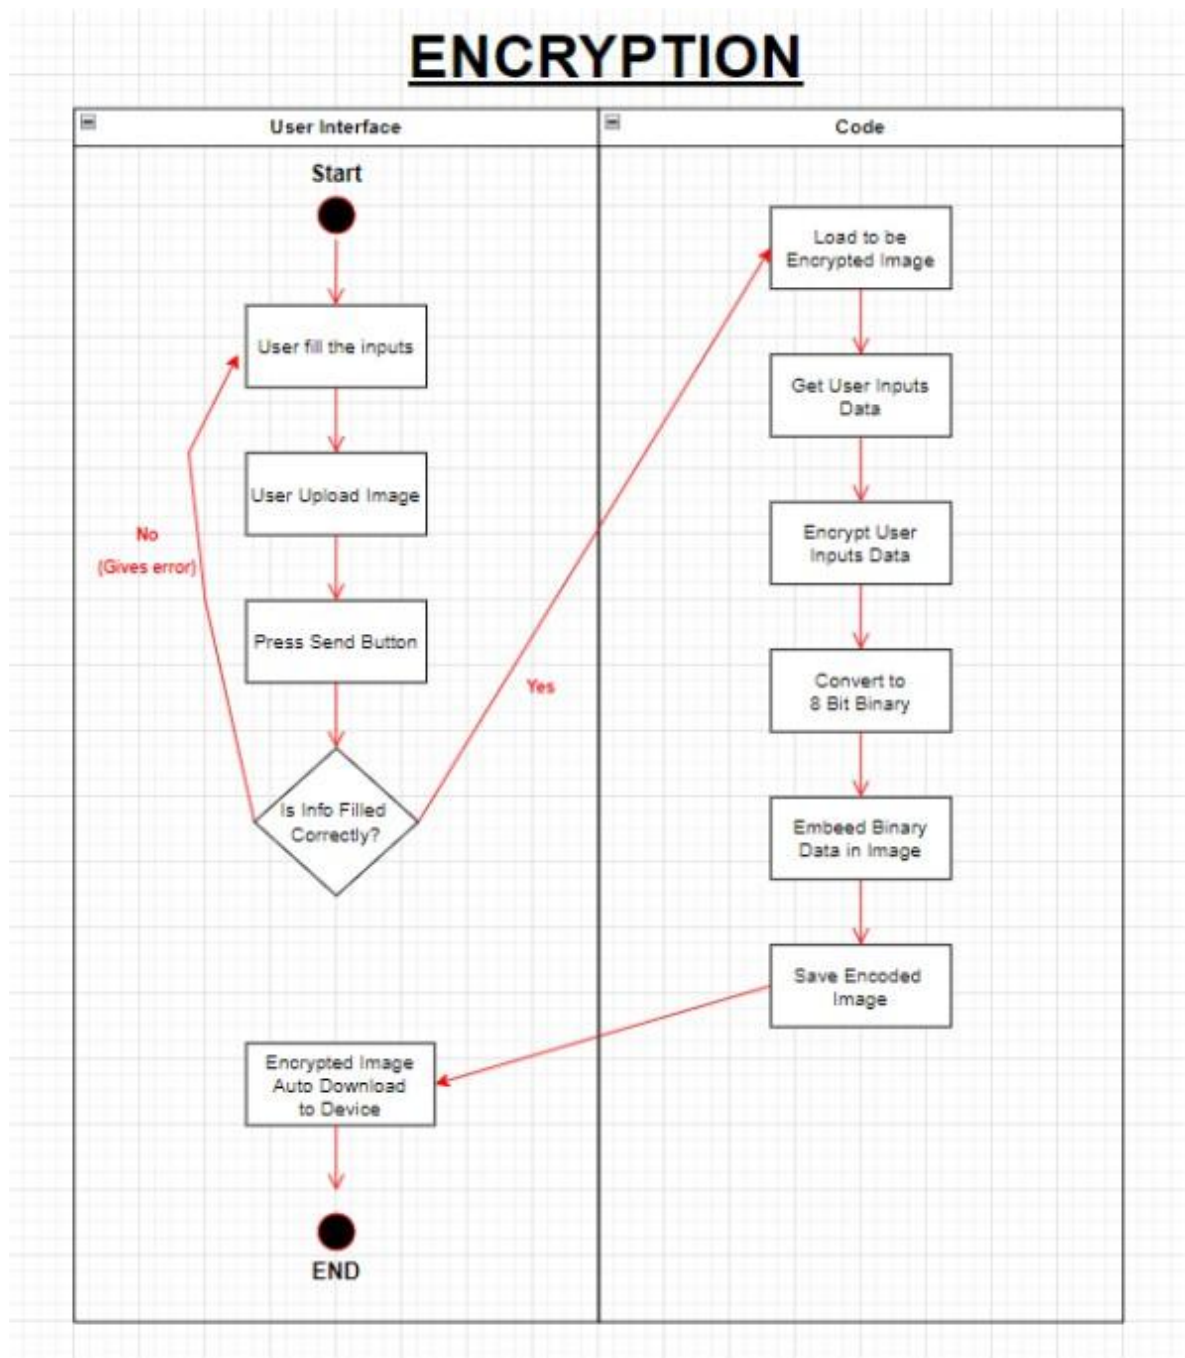 ENCRYPTION
User Interface
Code
Start
User fill the inputs
User Upload Image
No
(Gives error)
Press Send Button
Yes
Is Info Filled
Correctly?
Load to be
Encrypted Image
Get User Inputs
Data
Encrypt User
Inputs Data
Convert to
8 Bit Binary
Embeed Binary
Data in Image
Save Encoded
Image
Encrypted Image
Auto Download
to Device
END